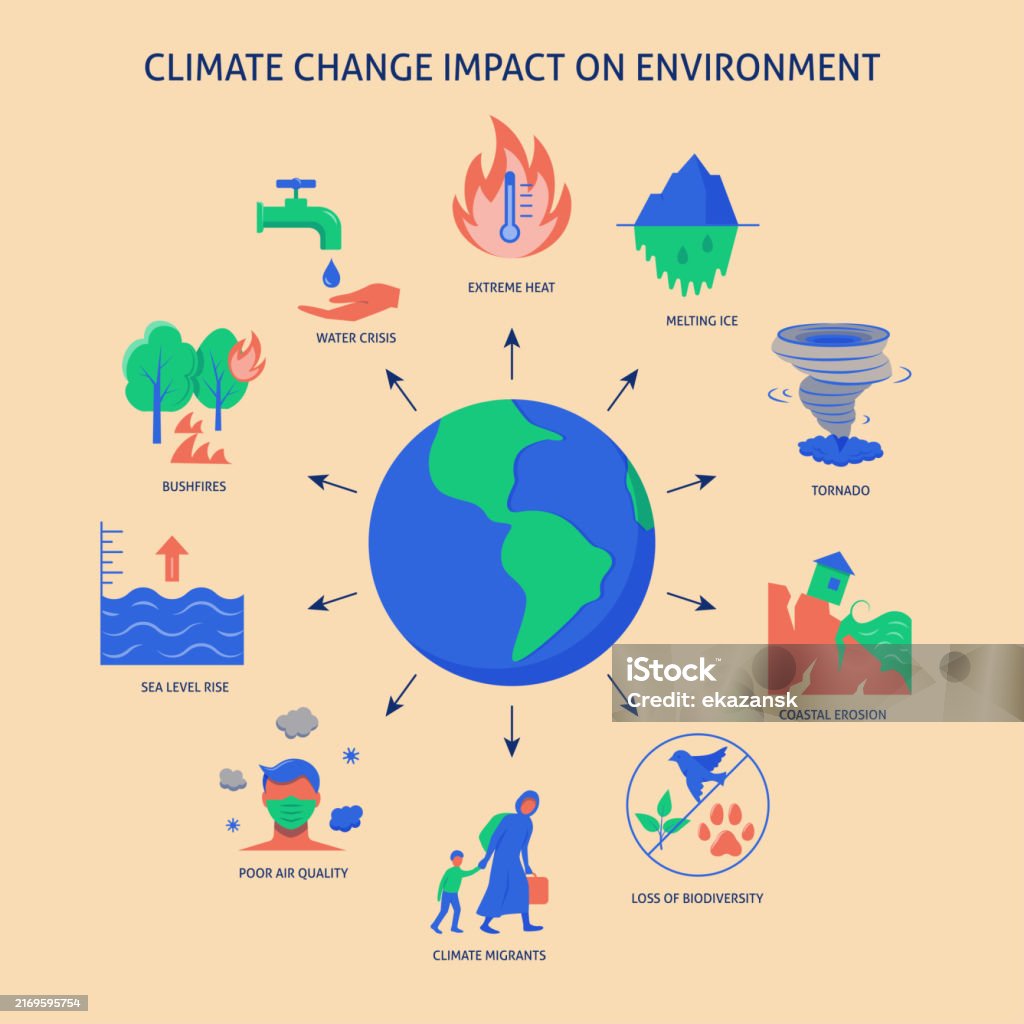 CLIMATE CHANGE IMPACT ON ENVIRONMENT
EXTREME HEAT
MELTING ICE
WATER CRISIS
TORNADO
BUSHFIRES
COASTAL EROSION
SEA LEVEL RISE
LOSS OF BIODIVERSITY
POOR AIR QUALITY
CLIMATE MIGRANTS
iStock™
Credit: ekazansk
2169595754